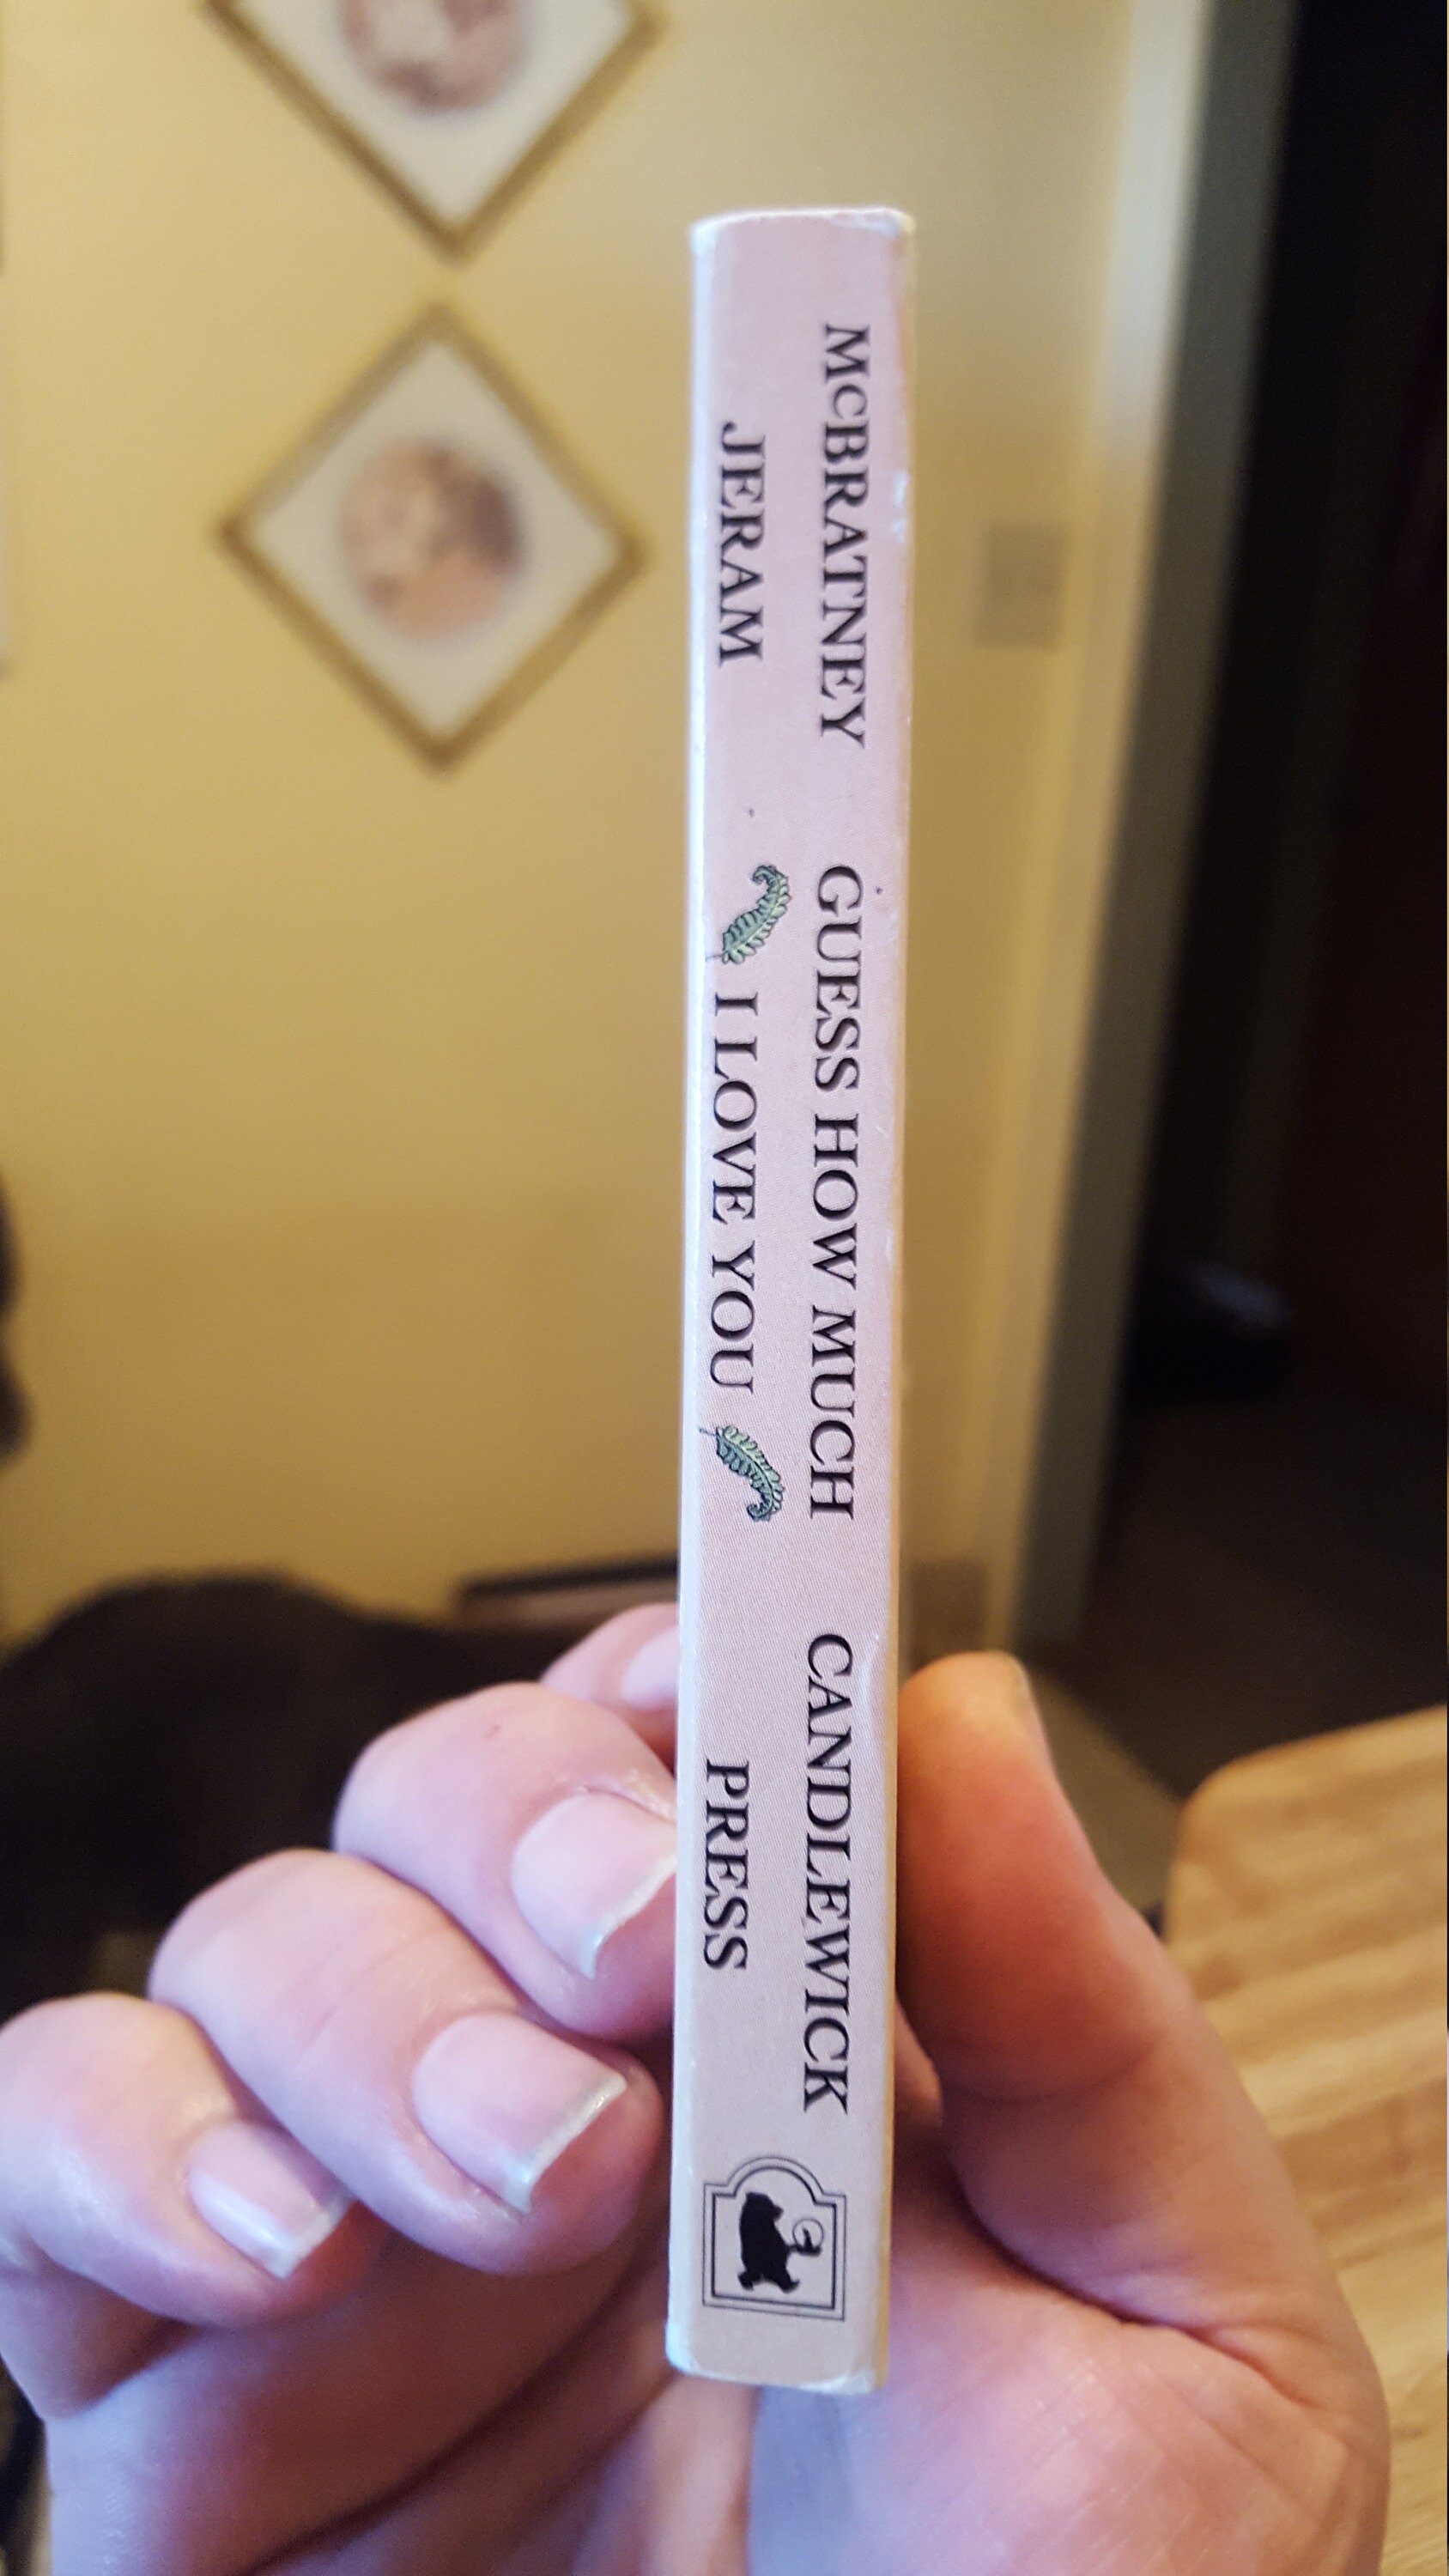 McBRATNEY
JERAM
GUESS HOW MUCH
I LOVE YOU
CANDLEWICK
PRESS